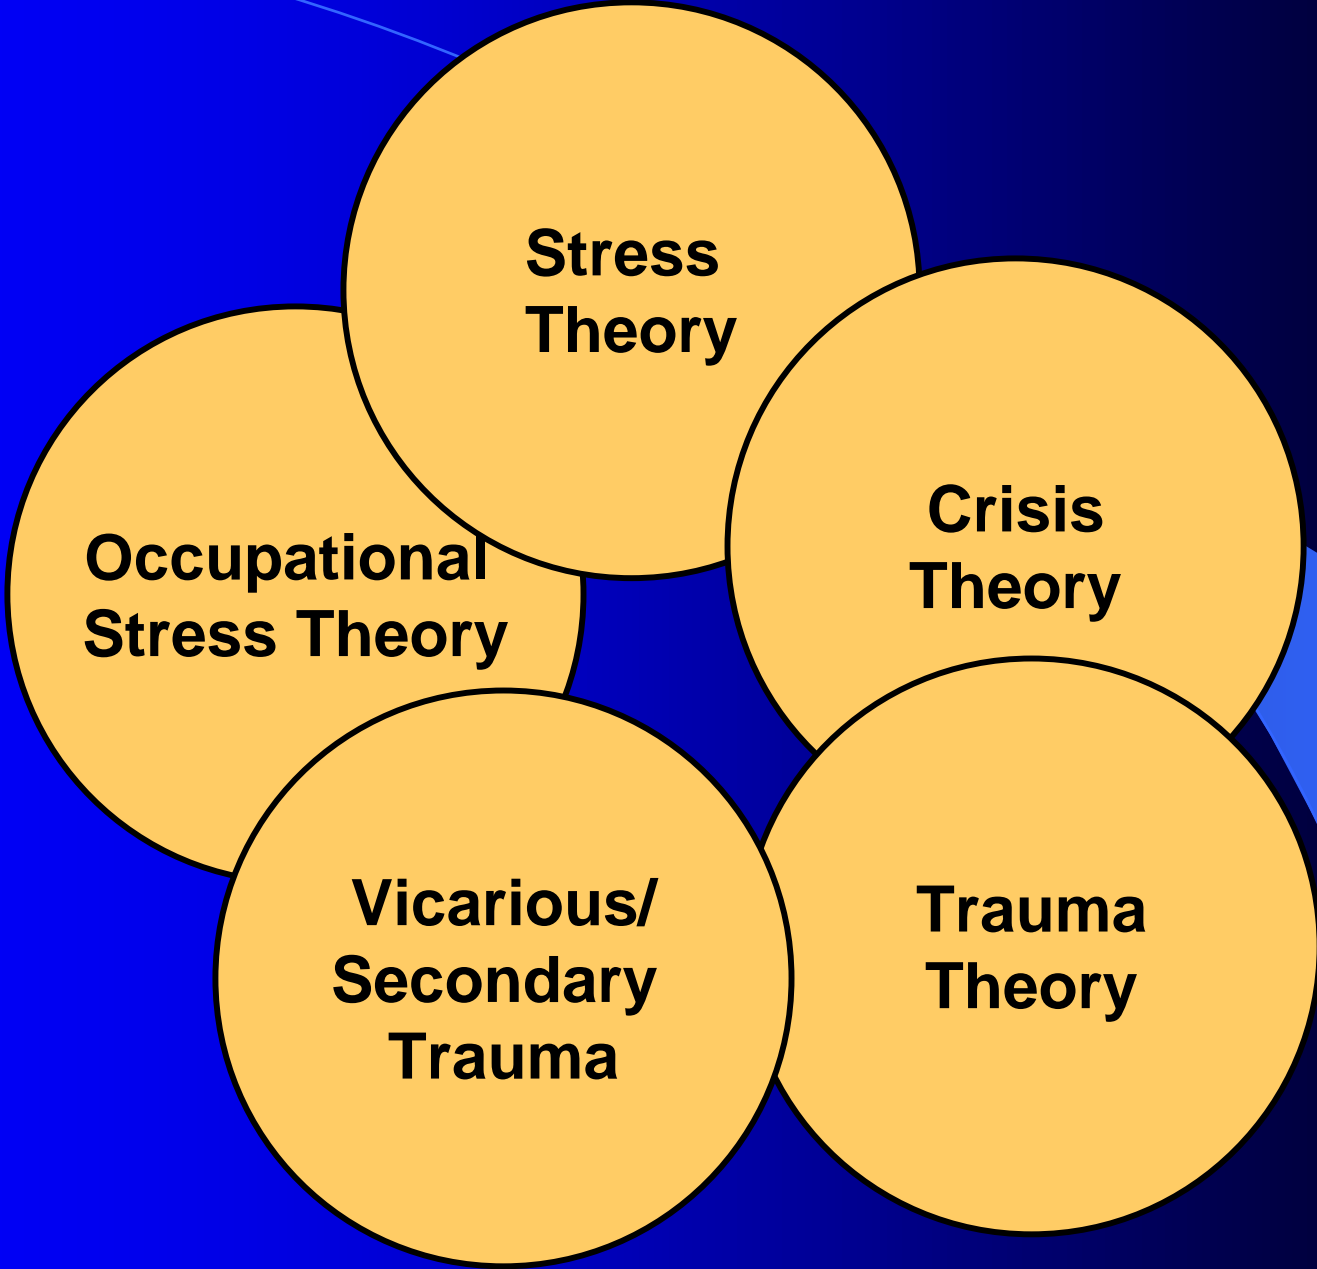 Stress
Theory
Crisis
Theory
Occupational
Stress Theory
Vicarious/
Secondary
Trauma
Trauma
Theory